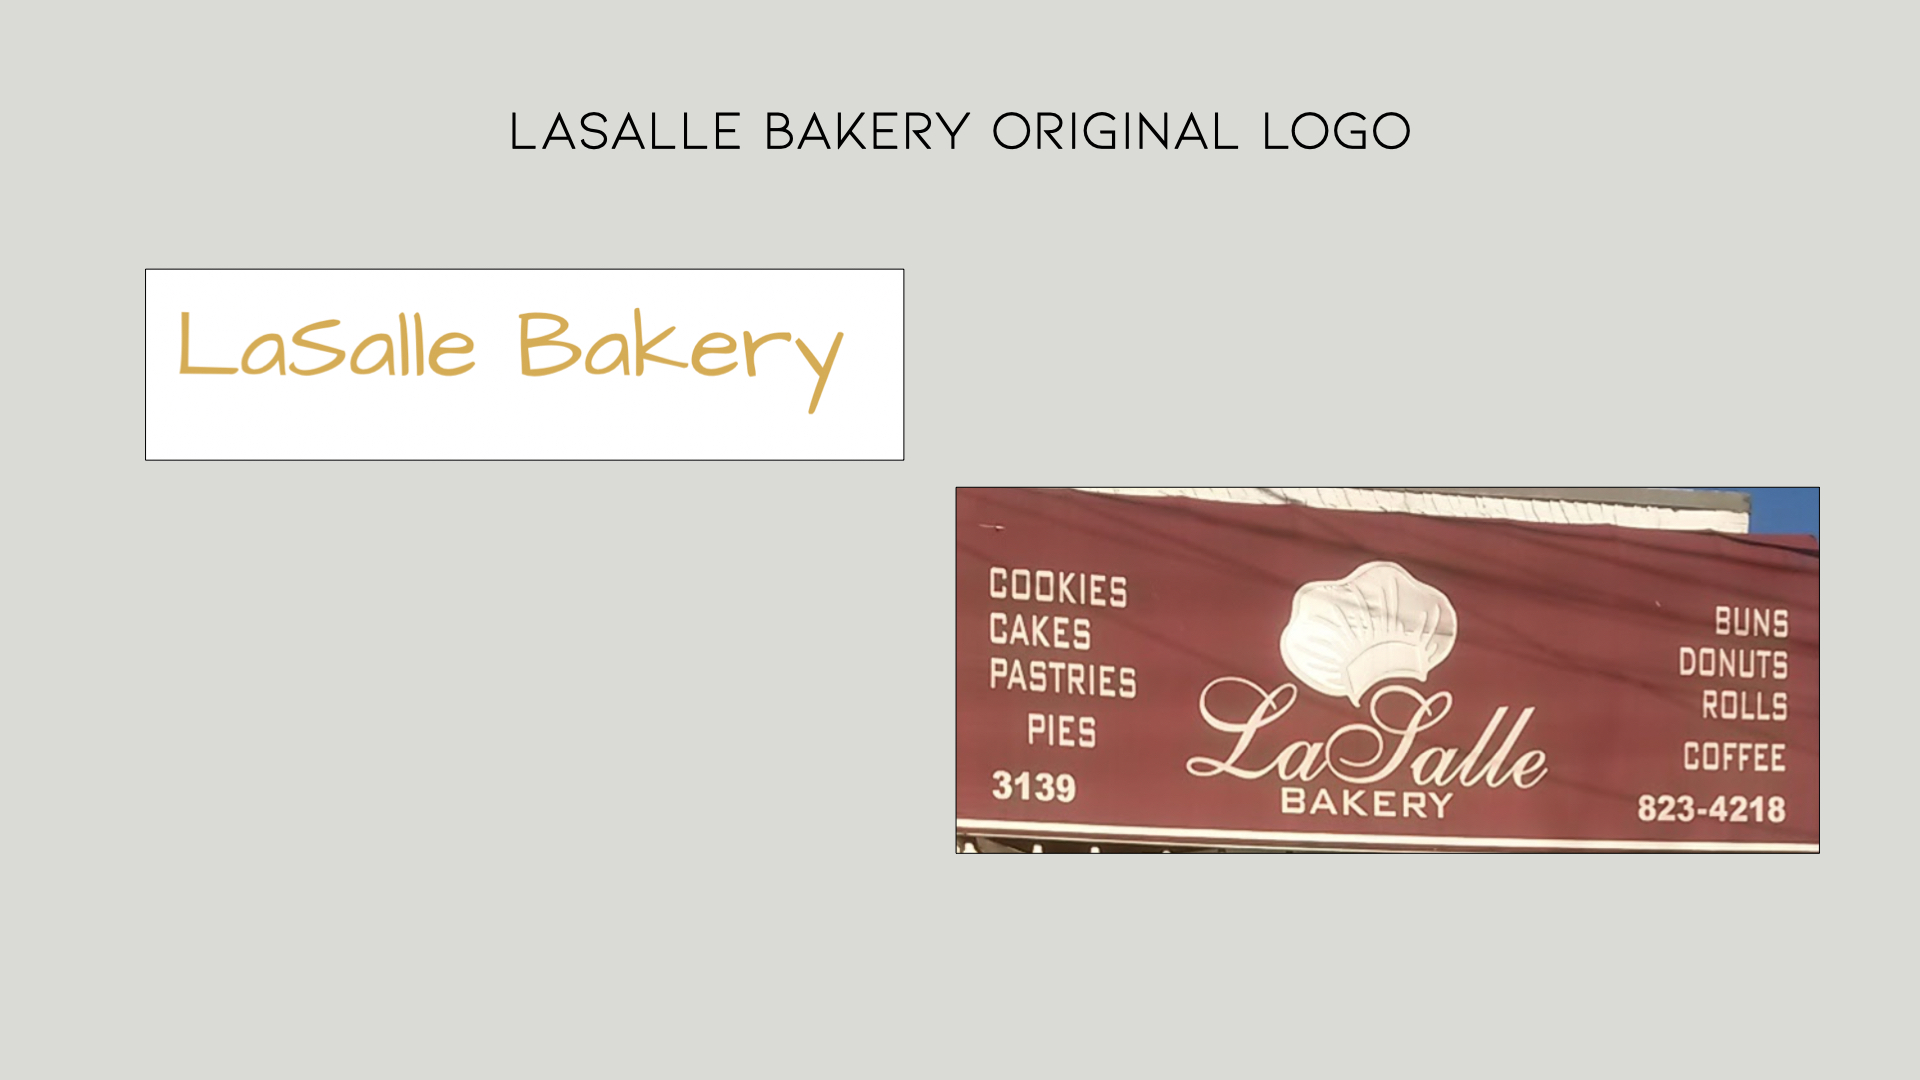 LASALLE BAKERY ORIGINAL LOGO
LaSalle Bakery
COOKIES
CAKES
PASTRIES
PIES
3139
LaSalle
BAKERY
BUNS
DONUTS
ROLLS
COFFEE
823-4218